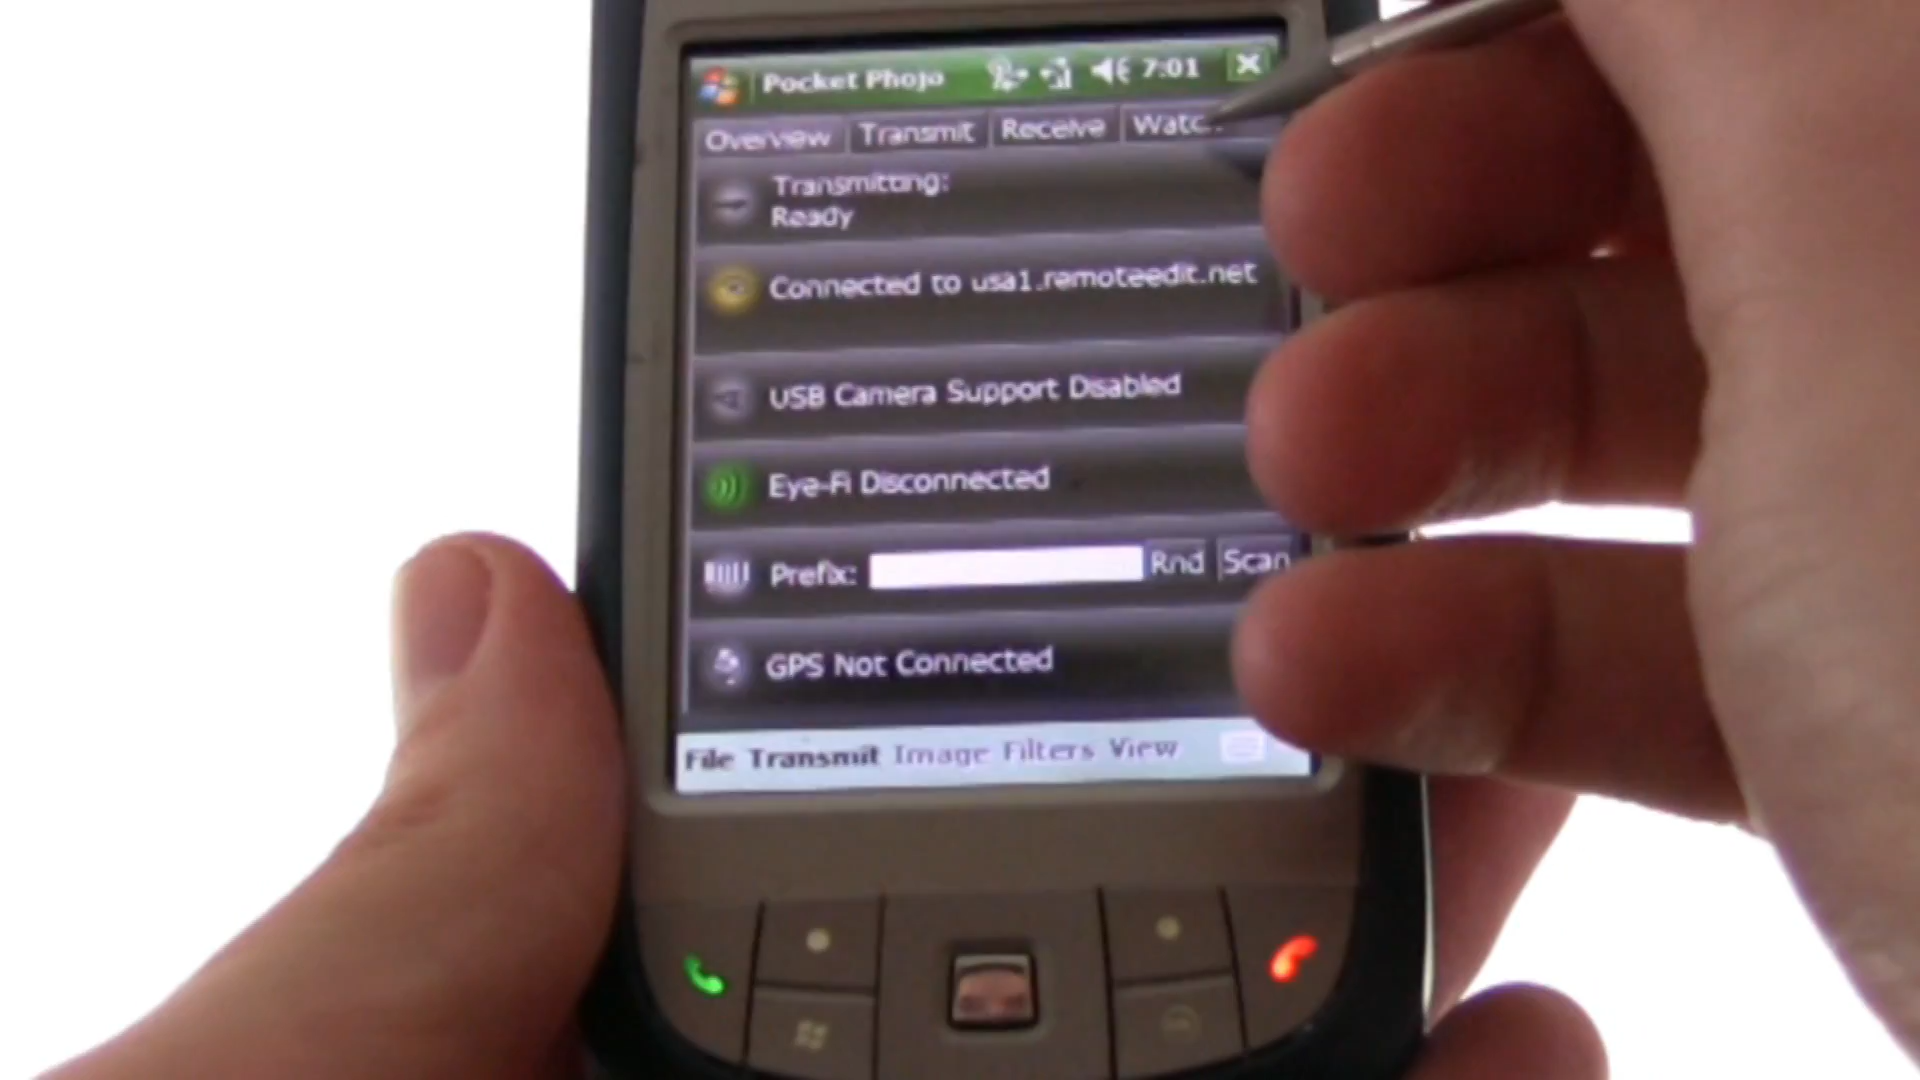 Pocket Phojo 7:01
Overview Transmit Receive Watch
Transmitting:
Ready
Connected to usa1.remoteedit.net
USB Camera Support Disabled
Eye-Fi Disconnected
Prefix: Rnd Scan
GPS Not Connected
File Transmit Image Filters View